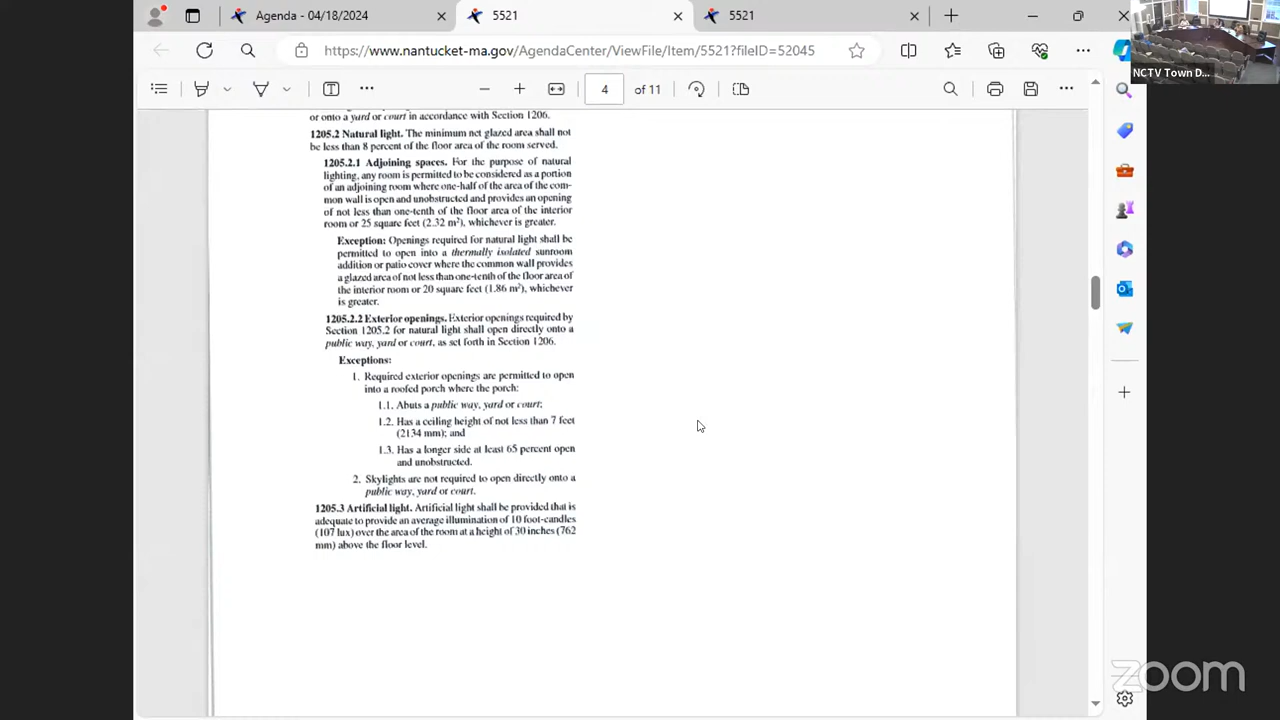 Agenda - 04/18/2024
5521
5521
https://www.nantucket-ma.gov/AgendaCenter/ViewFile/Item/5521?fileID=52045
NCTV Town D...
4 of 11
or onto a yard or court in accordance with Section 1206.
1205.2 Natural light. The minimum net glazed area shall not
be less than 8 percent of the floor area of the room served.
1205.2.1 Adjoining spaces. For the purpose of natural
lighting, any room is permitted to be considered as a portion
of an adjoining room where one-half of the area of the com-
mon wall is open and unobstructed and provides an opening
of not less than one-tenth of the floor area of the interior
room or 25 square feet (2.32 m²), whichever is greater.
Exception: Openings required for natural light shall be
permitted to open into a thermally isolated sunroom
addition or patio cover where the common wall provides
a glazed area of not less than one-tenth of the floor area of
the interior room or 20 square feet (1.86 m²), whichever
is greater.
1205.2.2 Exterior openings. Exterior openings required by
Section 1205.2 for natural light shall open directly onto a
public way, yard or court, as set forth in Section 1206.
Exceptions:
1. Required exterior openings are permitted to open
into a roofed porch where the porch:
1.1. Abuts a public way, yard or court;
1.2. Has a ceiling height of not less than 7 feet
(2134 mm); and
1.3. Has a longer side at least 65 percent open
and unobstructed.
2. Skylights are not required to open directly onto a
public way, yard or court.
1205.3 Artificial light. Artificial light shall be provided that is
adequate to provide an average illumination of 10 foot-candles
(107 lux) over the area of the room at a height of 30 inches (762
mm) above the floor level.
zoom